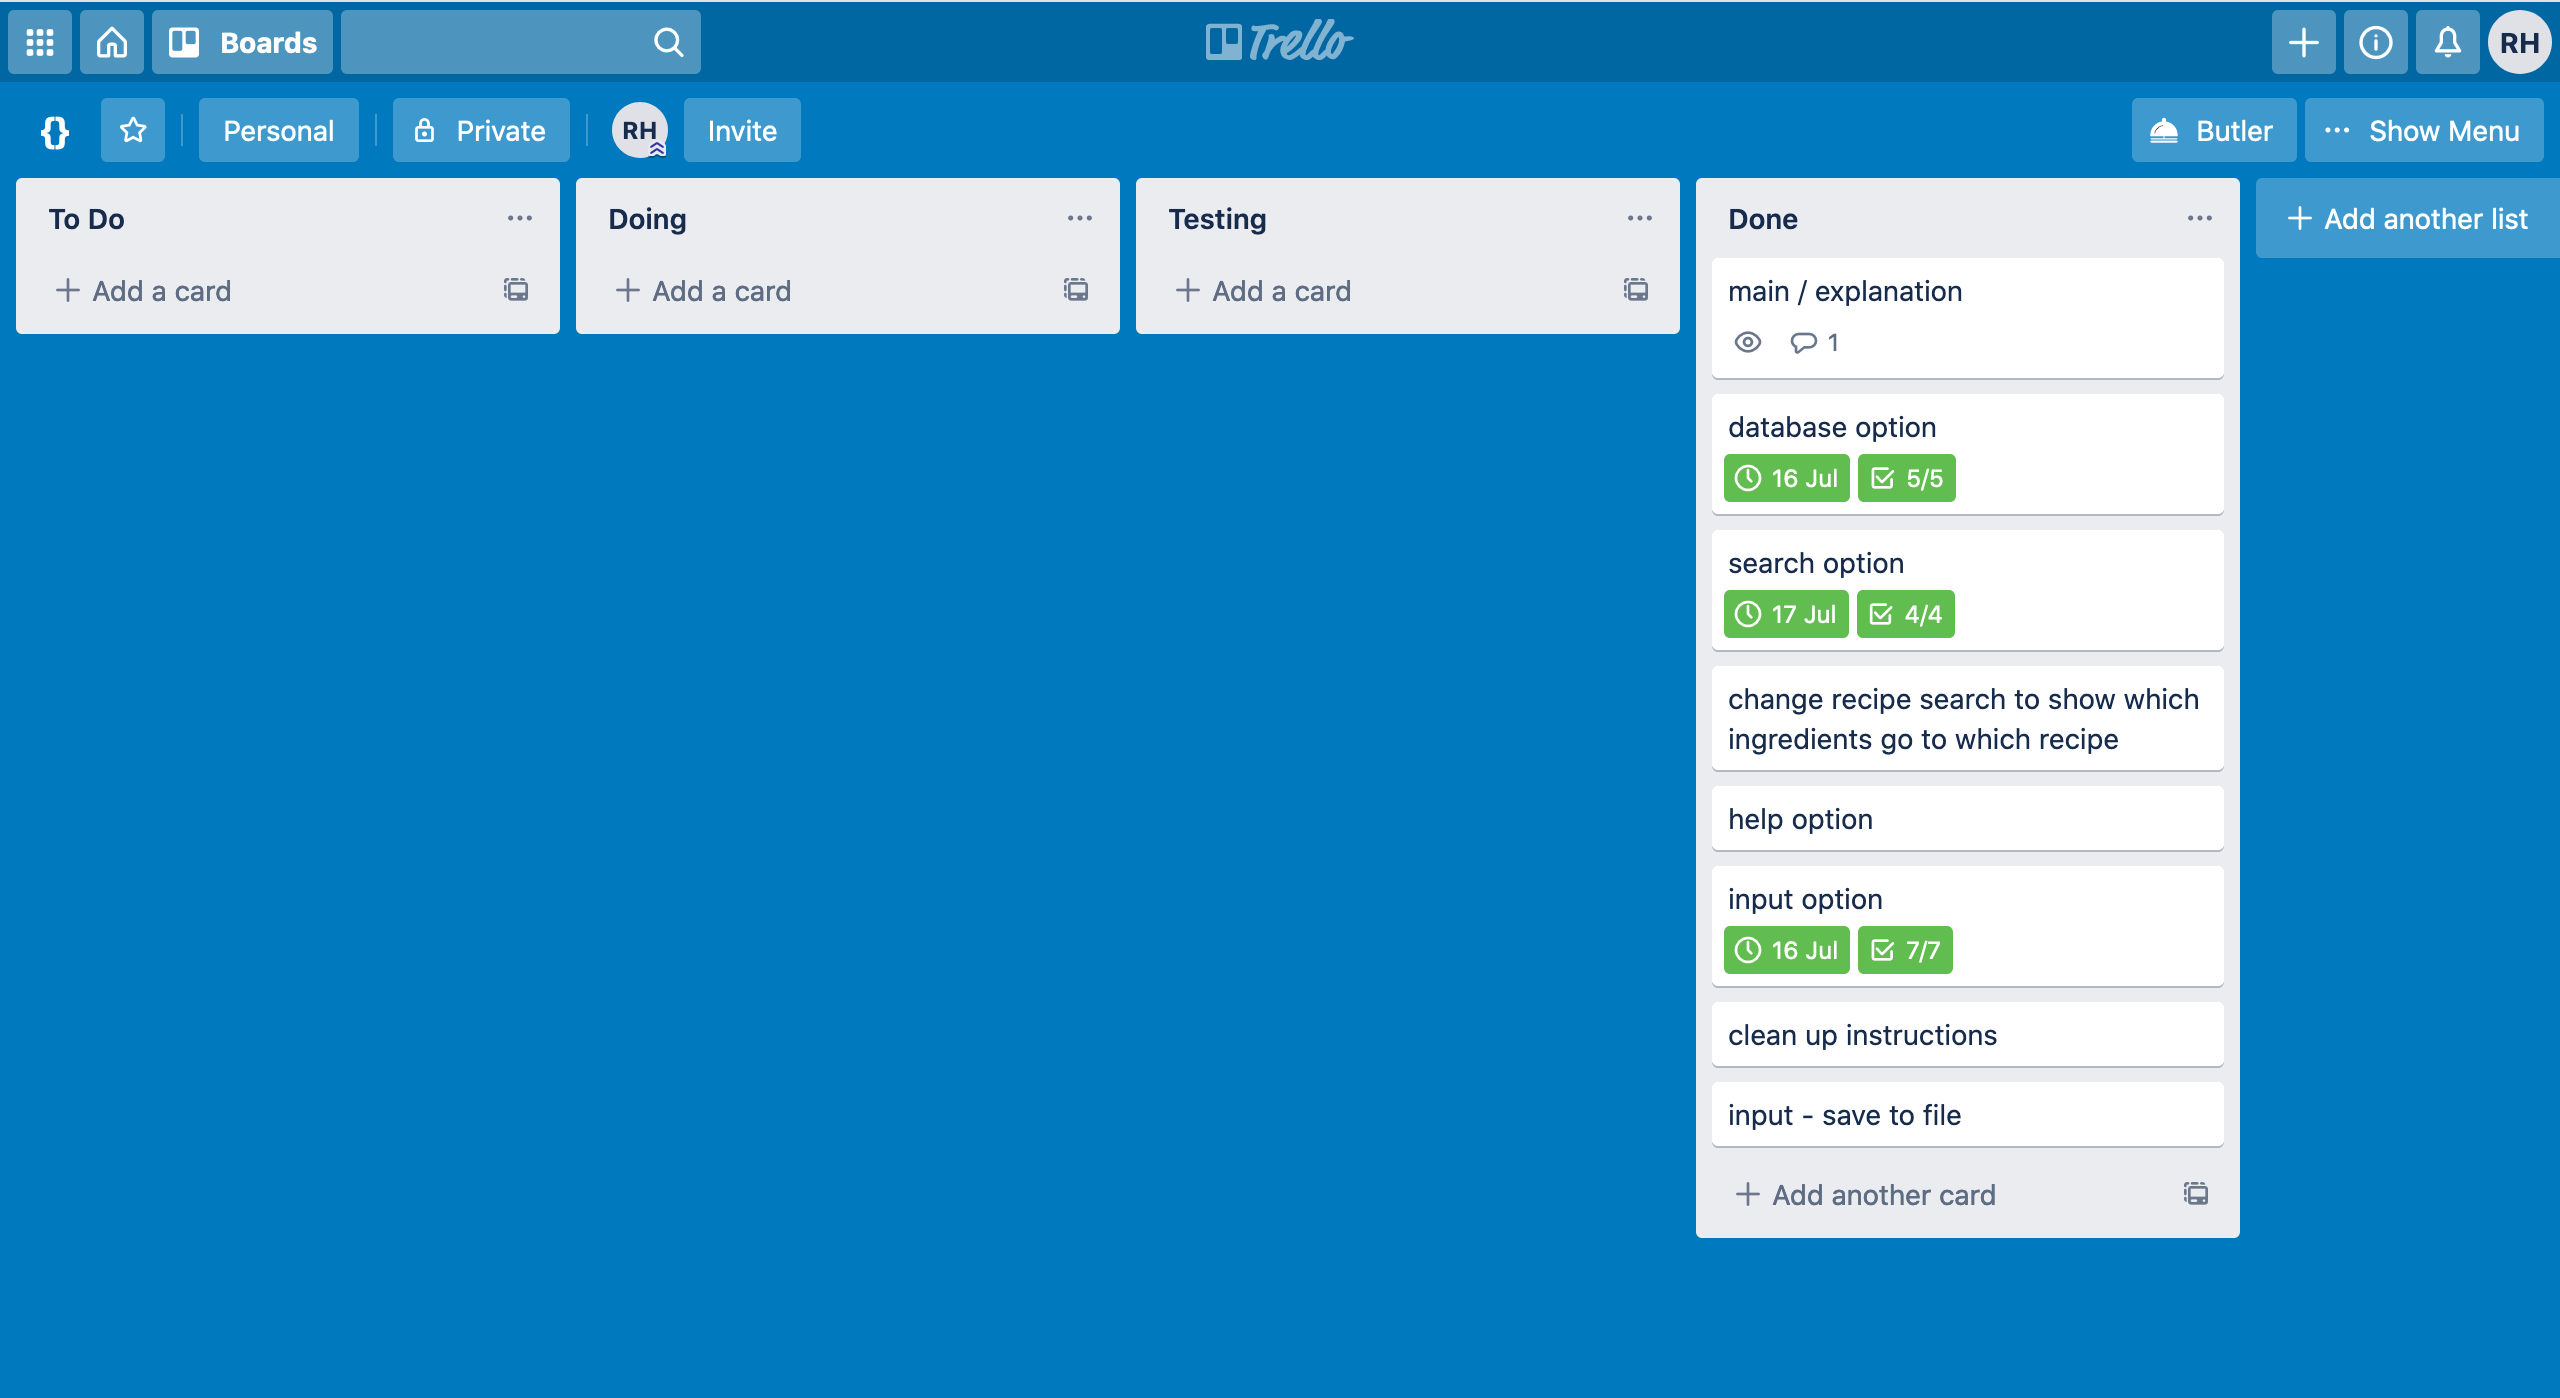 Boards
Trello
RH
{}
Personal
Private
RH
Invite
Butler
Show Menu
To Do
Add a card
Doing
Add a card
Testing
Add a card
Done
main / explanation
1
database option
16 Jul 5/5
search option
17 Jul 4/4
change recipe search to show which
ingredients go to which recipe
help option
input option
16 Jul 7/7
clean up instructions
input - save to file
Add another card
Add another list